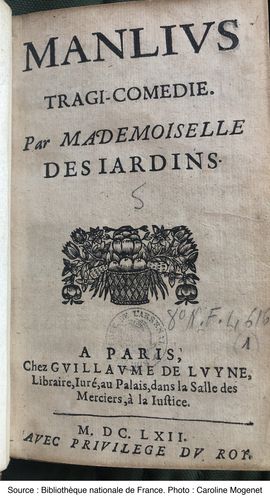 MANLIVS
TRAGI-COMEDIE.
Par MADEMOISELLE
DES IARDINS.
5
8° N.F. 4.516
(1)
A PARIS,
Chez GVILLAVME DE LVYNE,
Libraire, Iuré, au Palais, dans la Salle des
Merciers, à la Iustice.
M. DC. LXII.
AVEC PRIVILEGE DV ROY.
Source : Bibliothèque nationale de France. Photo : Caroline Mogenet